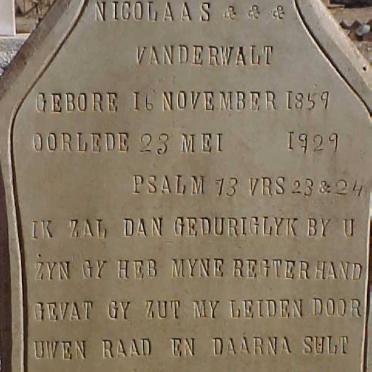 NICOLAAS & & &
VANDERWALT
GEBORE 16 NOVEMBER 1859
OORLEDE 23 MEI 1929
PSALM 73 VRS 23 & 24
IK ZAL DAN GEDURIGLYK BY U
ZYN GY HEB MYNE REGTERHAND
GEVAT GY ZUT MY LEIDEN DOOR
UWEN RAAD EN DAARNA SULT